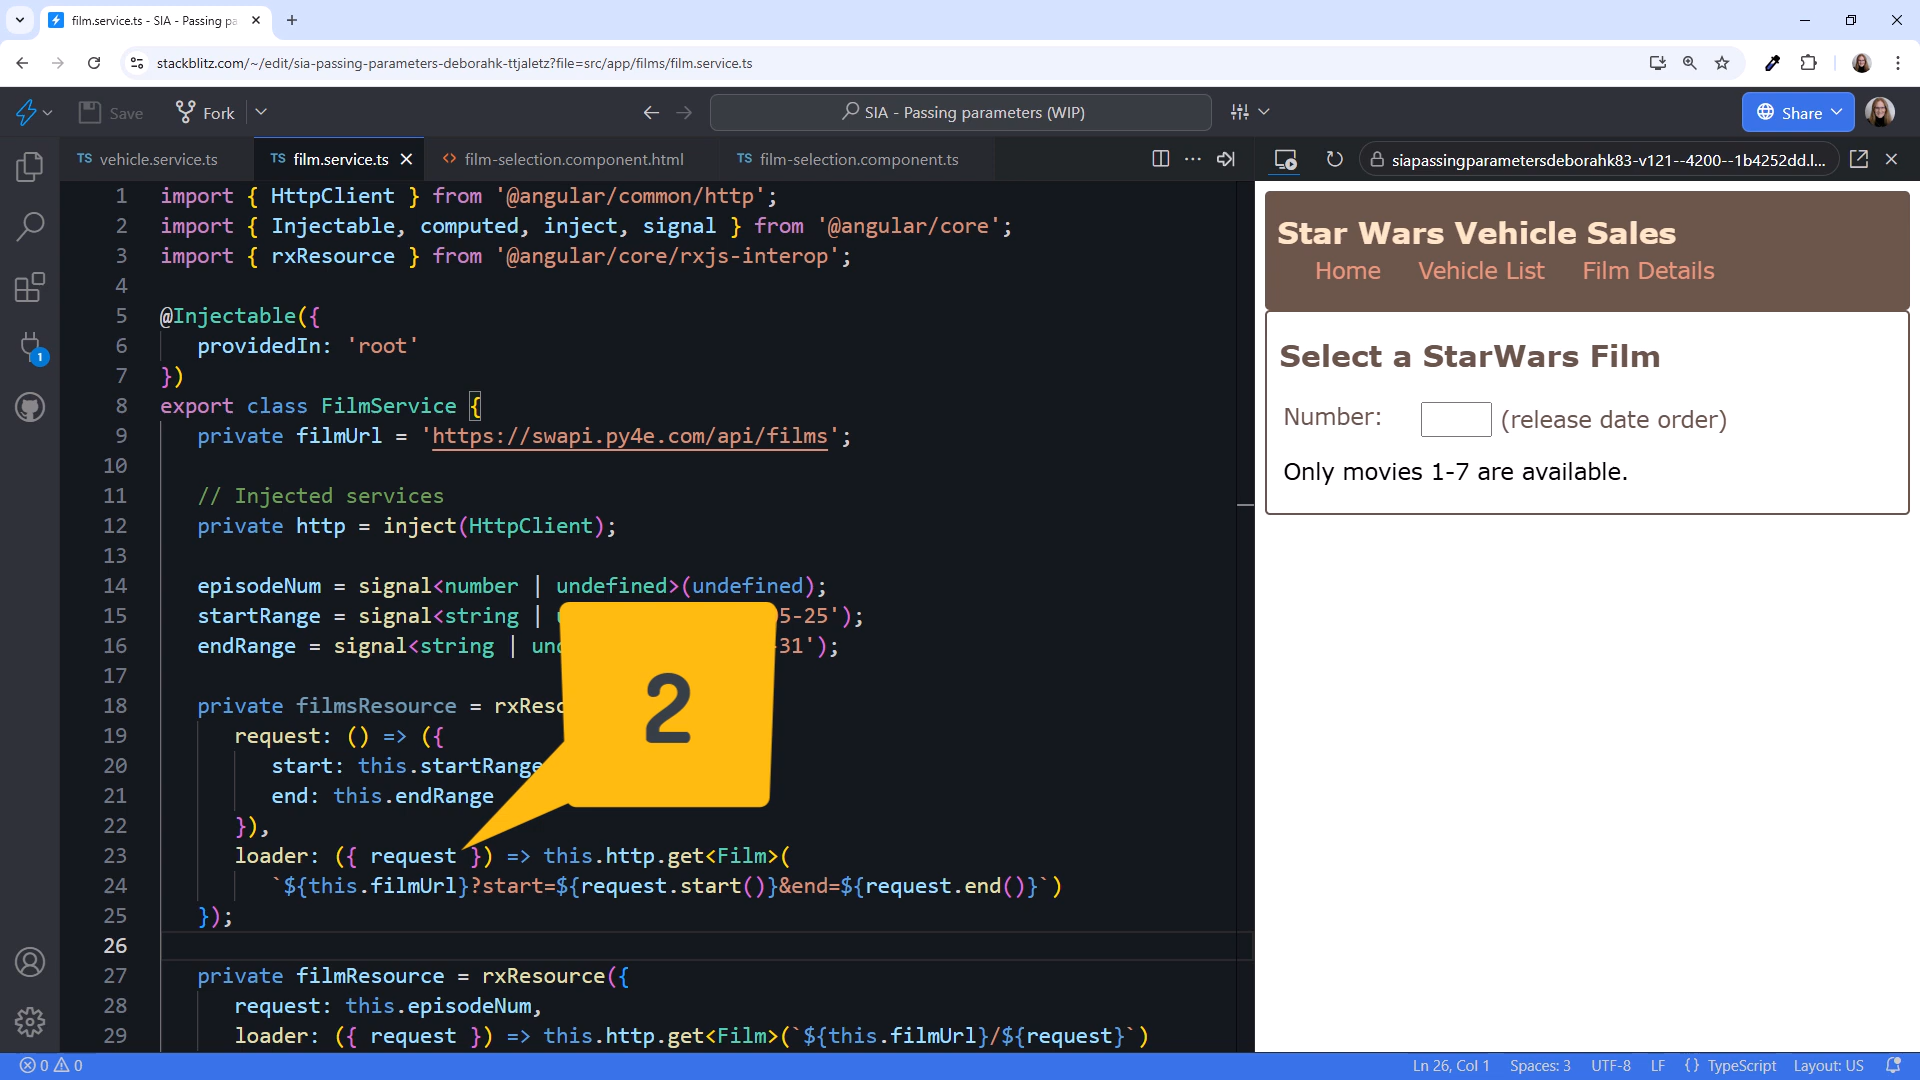 film.service.ts - SIA - Passing pa
stackblitz.com/~/edit/sia-passing-parameters-deborahk-ttjaletz?file=src/app/films/film.service.ts
Save
Fork
SIA - Passing parameters (WIP)
Share
TS vehicle.service.ts
TS film.service.ts
<> film-selection.component.html
TS film-selection.component.ts
siapassingparametersdeborahk83-v121--4200--1b4252dd.l...
1 import { HttpClient } from '@angular/common/http';
2 import { Injectable, computed, inject, signal } from '@angular/core';
3 import { rxResource } from '@angular/core/rxjs-interop';
4
5 @Injectable({
6 providedIn: 'root'
7 })
8 export class FilmService {
9 private filmUrl = 'https://swapi.py4e.com/api/films';
10
11 // Injected services
12 private http = inject(HttpClient);
13
14 episodeNum = signal<number | undefined>(undefined);
15 startRange = signal<string | 5-25');
16 endRange = signal<string | 31');
17
18 private filmsResource = rxReso
19 request: () => ({
20 start: this.startRange
21 end: this.endRange
22 }),
23 loader: ({ request }) => this.http.get<Film>(
24 `${this.filmUrl}?start=${request.start()}&end=${request.end()}`)
25 });
26
27 private filmResource = rxResource({
28 request: this.episodeNum,
29 loader: ({ request }) => this.http.get<Film>(`${this.filmUrl}/${request}`)
2
1
Star Wars Vehicle Sales
Home Vehicle List Film Details
Select a StarWars Film
Number: (release date order)
Only movies 1-7 are available.
0 0
Ln 26, Col 1 Spaces: 3 UTF-8 LF {} TypeScript Layout: US